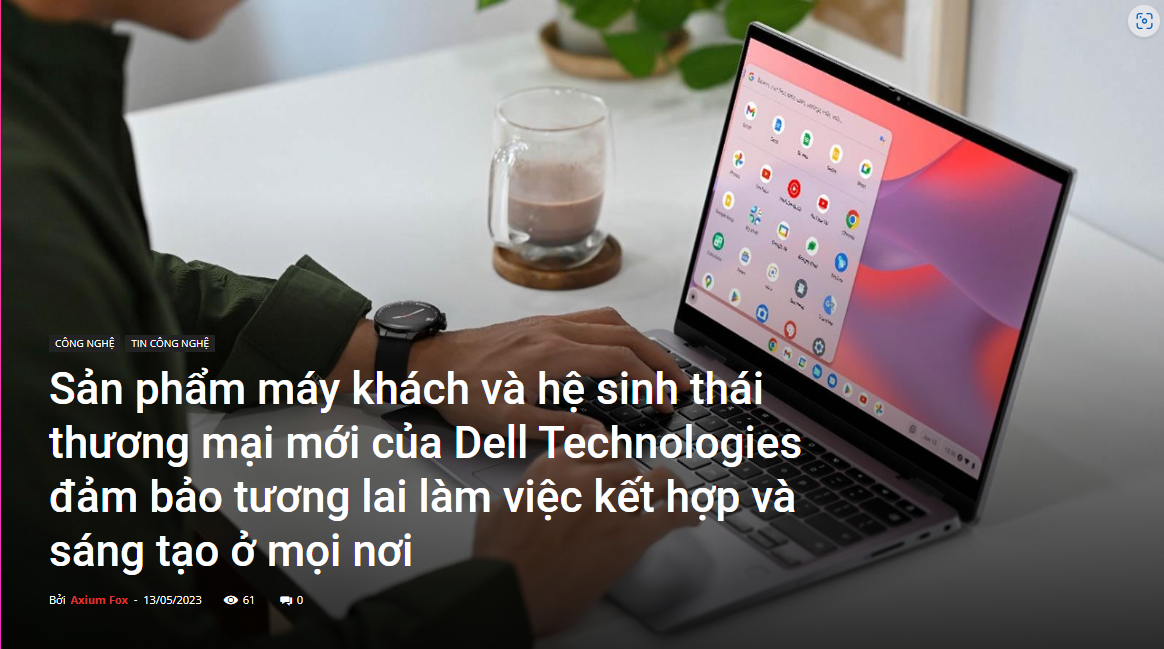 CÔNG NGHỆ TIN CÔNG NGHỆ
Sản phẩm máy khách và hệ sinh thái
thương mại mới của Dell Technologies
đảm bảo tương lai làm việc kết hợp và
sáng tạo ở mọi nơi
Bởi Axium Fox - 13/05/2023 61 0